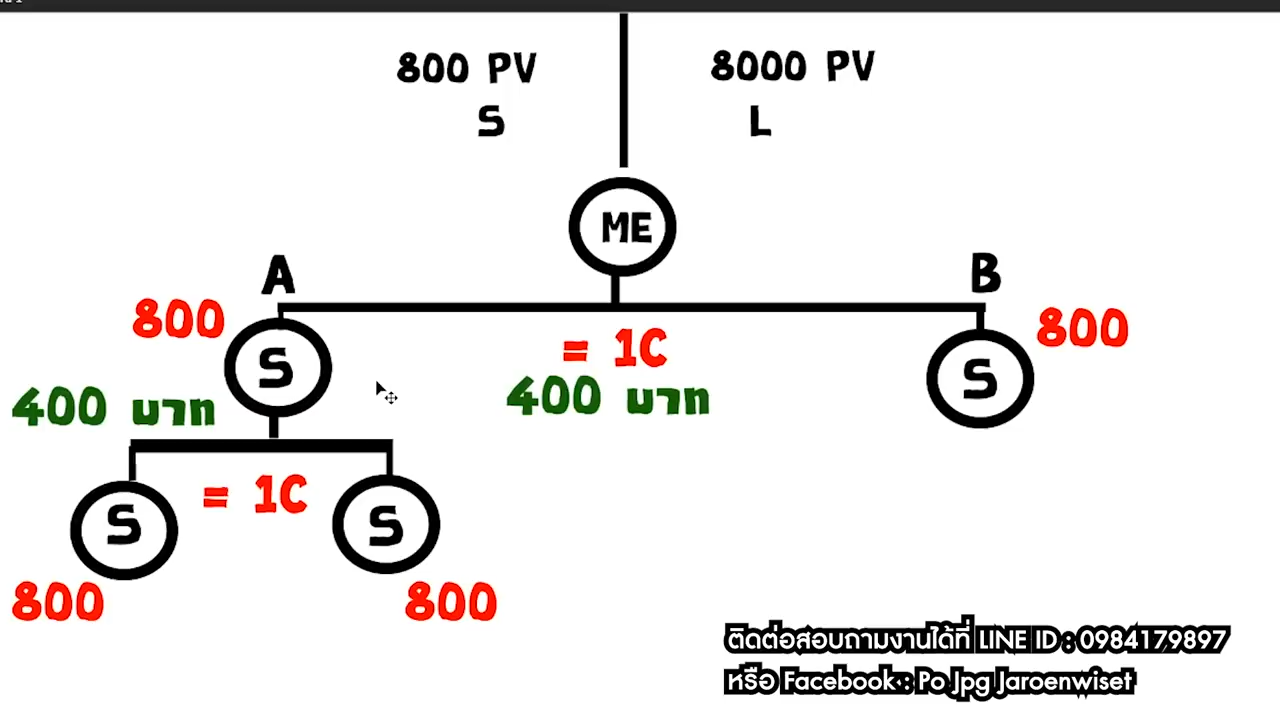 800 PV
8000 PV
S
L
ME
A
B
800
800
S
= 1C
S
400 บาท
400 บาท
S
= 1C
S
800
800
ติดต่อสอบถามงานได้ที่ LINE ID : 0984179897
หรือ Facebook : Po Jpg Jaroenwiset